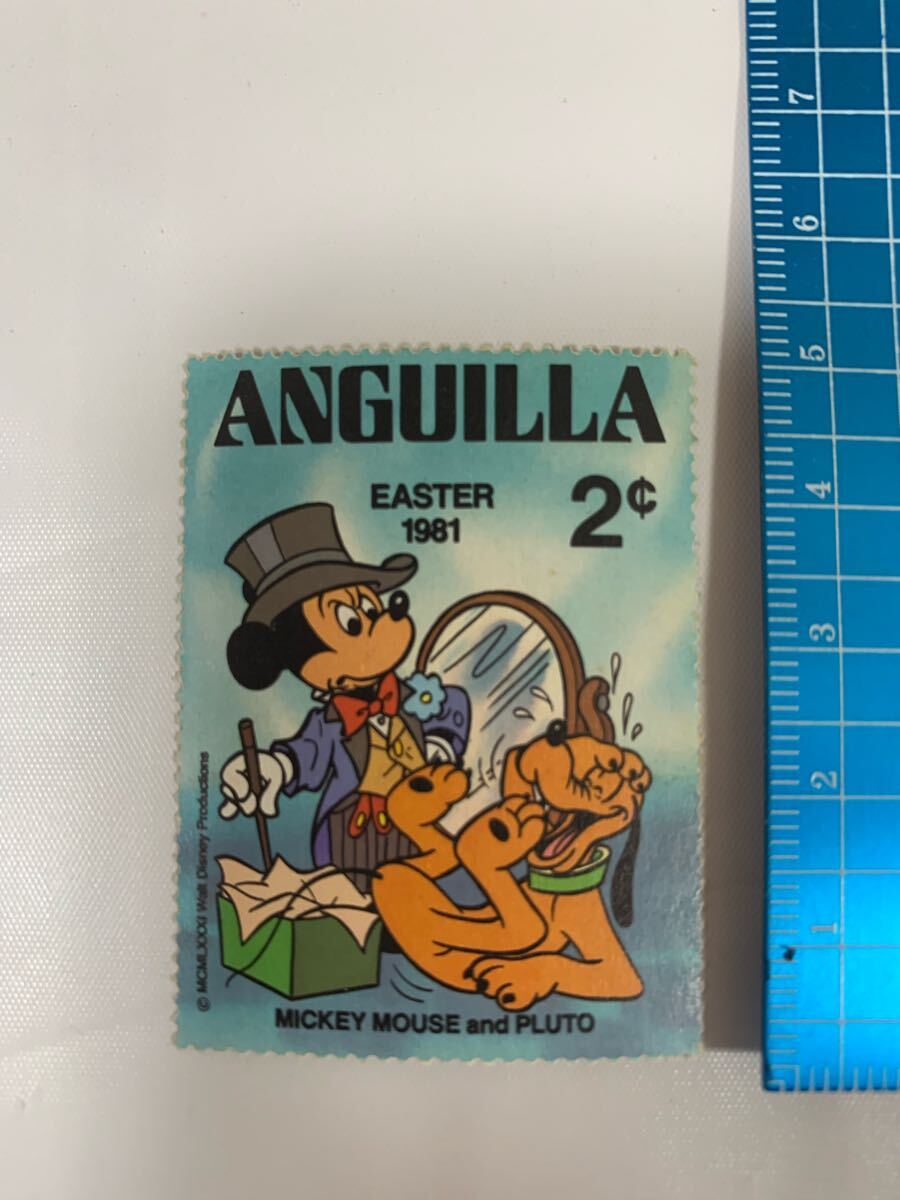 ANGUILLA
EASTER
1981
2¢
© MCMLXXXI Walt Disney Productions
MICKEY MOUSE and PLUTO
7
6
5
4
3
2
1